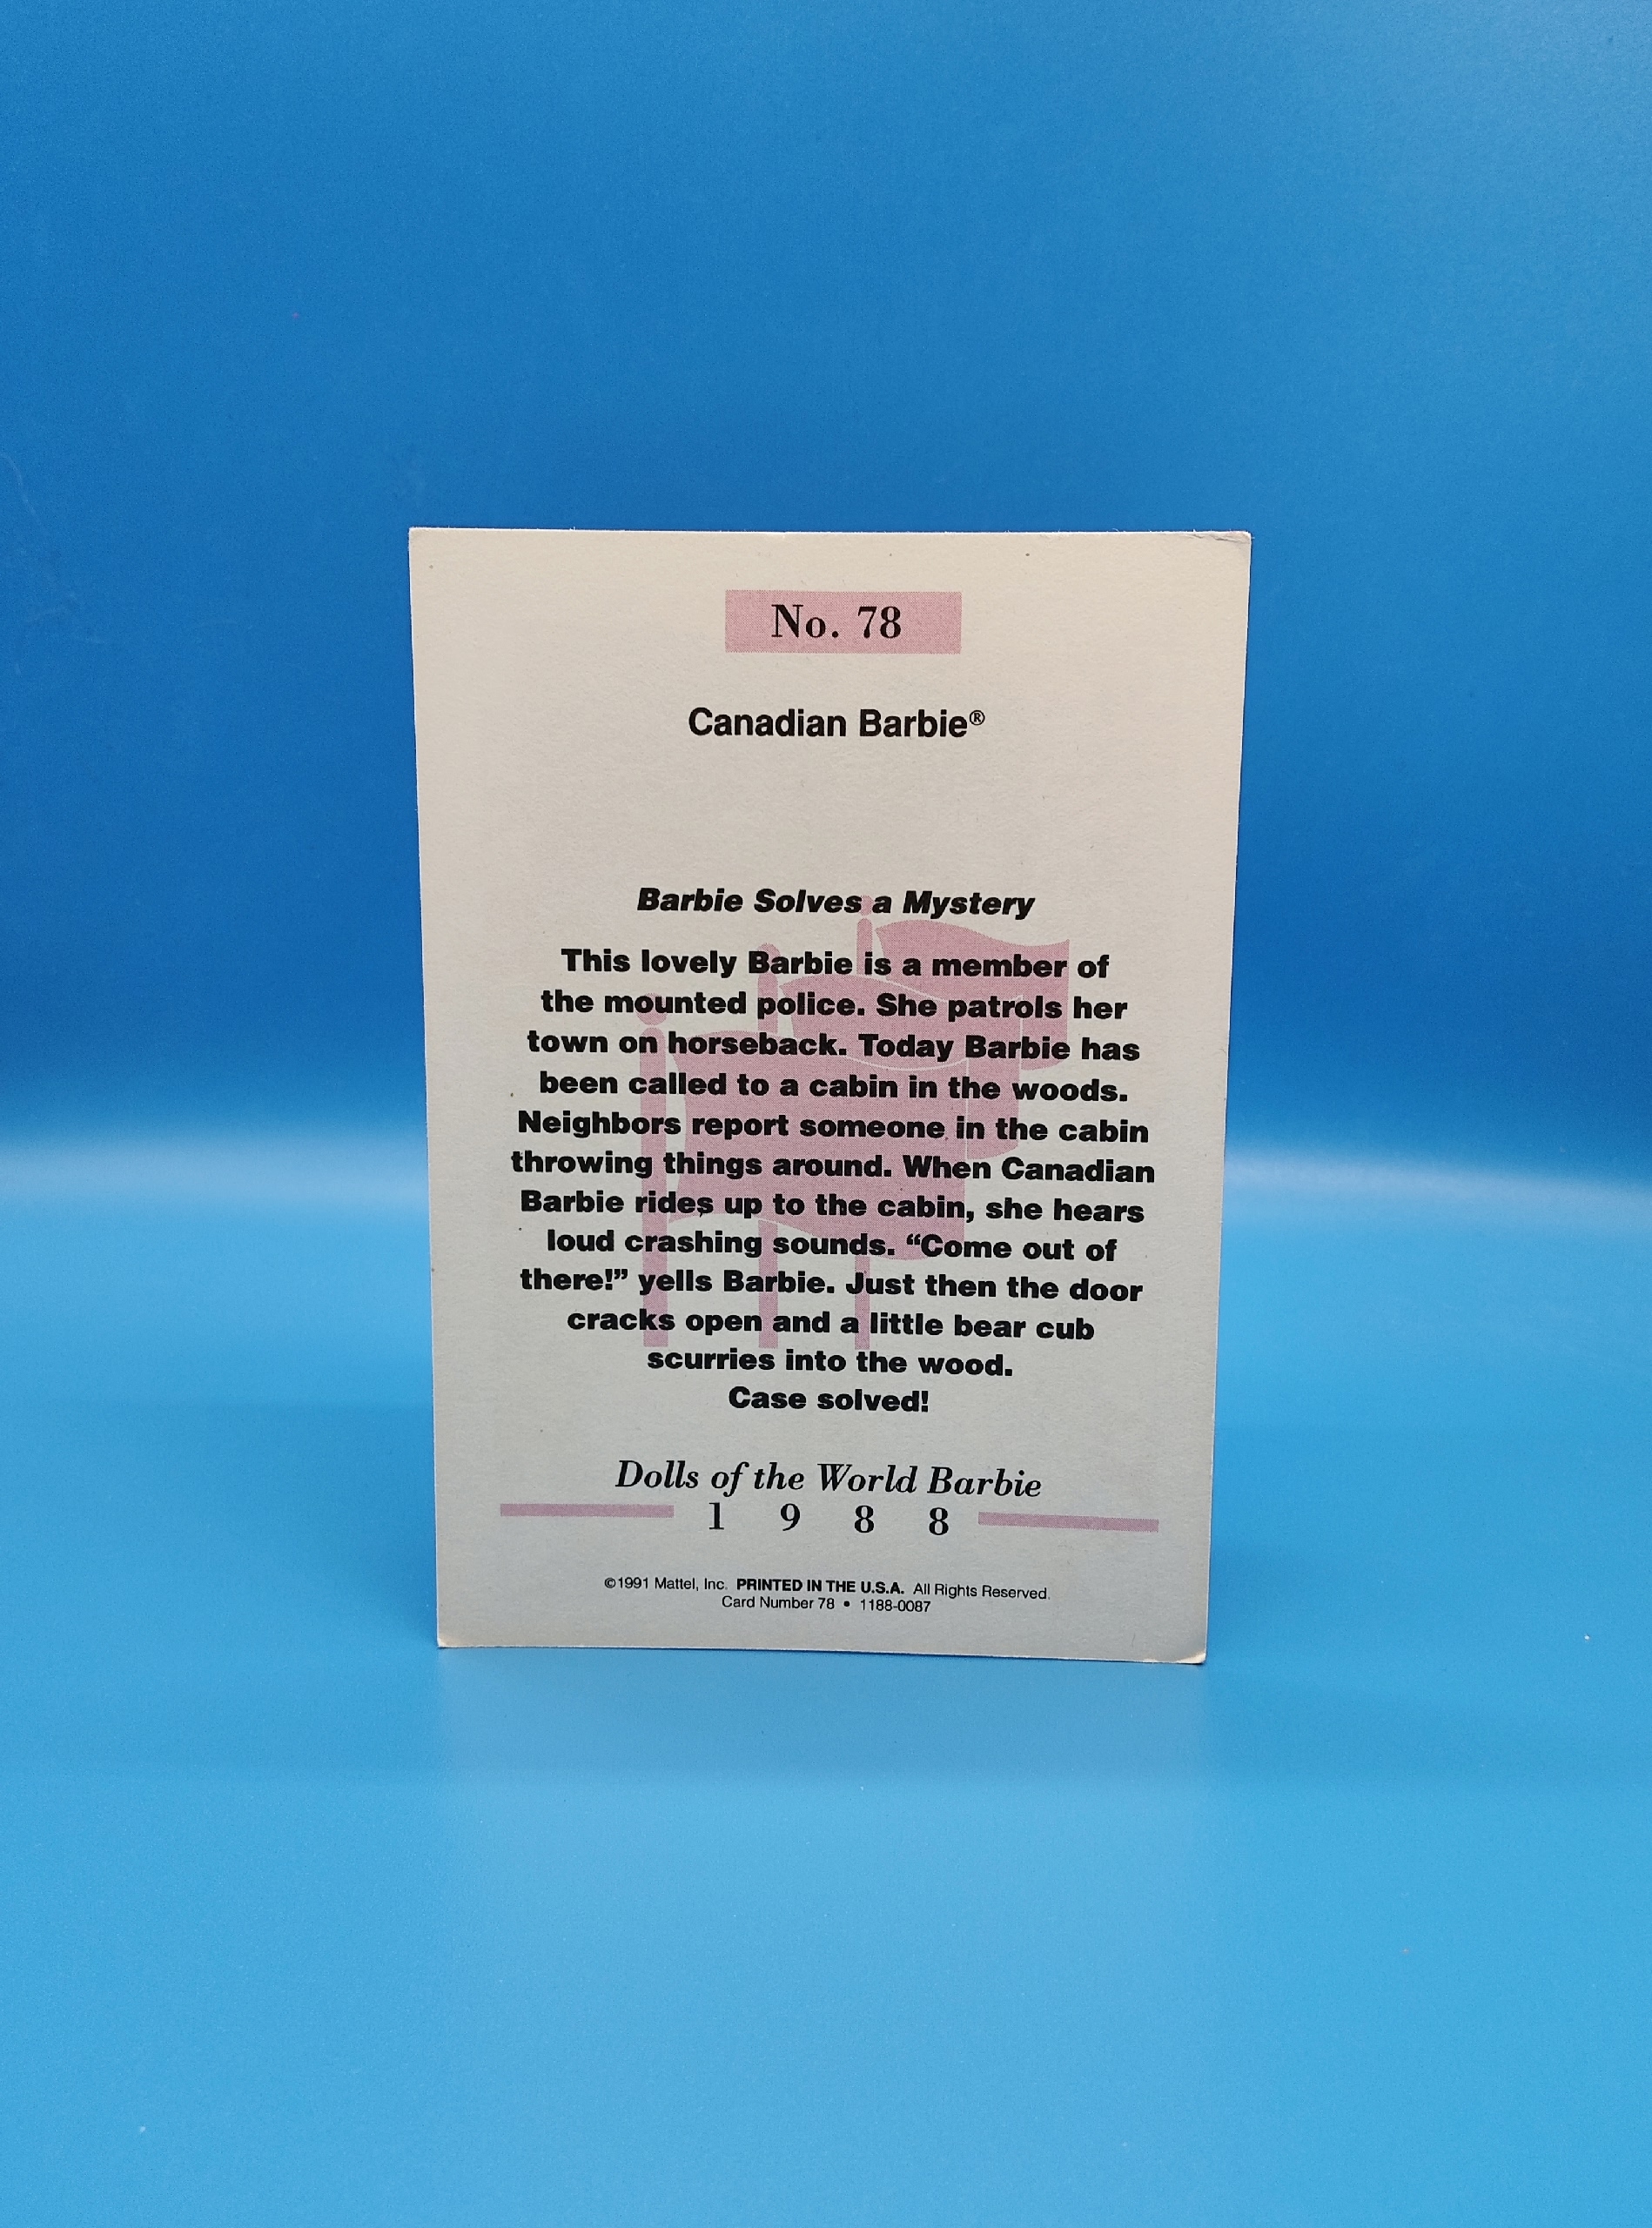 No. 78
Canadian Barbie®
Barbie Solves a Mystery
This lovely Barbie is a member of
the mounted police. She patrols her
town on horseback. Today Barbie has
been called to a cabin in the woods.
Neighbors report someone in the cabin
throwing things around. When Canadian
Barbie rides up to the cabin, she hears
loud crashing sounds. “Come out of
there!” yells Barbie. Just then the door
cracks open and a little bear cub
scurries into the wood.
Case solved!
Dolls of the World Barbie
1 9 8 8
©1991 Mattel, Inc. PRINTED IN THE U.S.A. All Rights Reserved.
Card Number 78 • 1188-0087